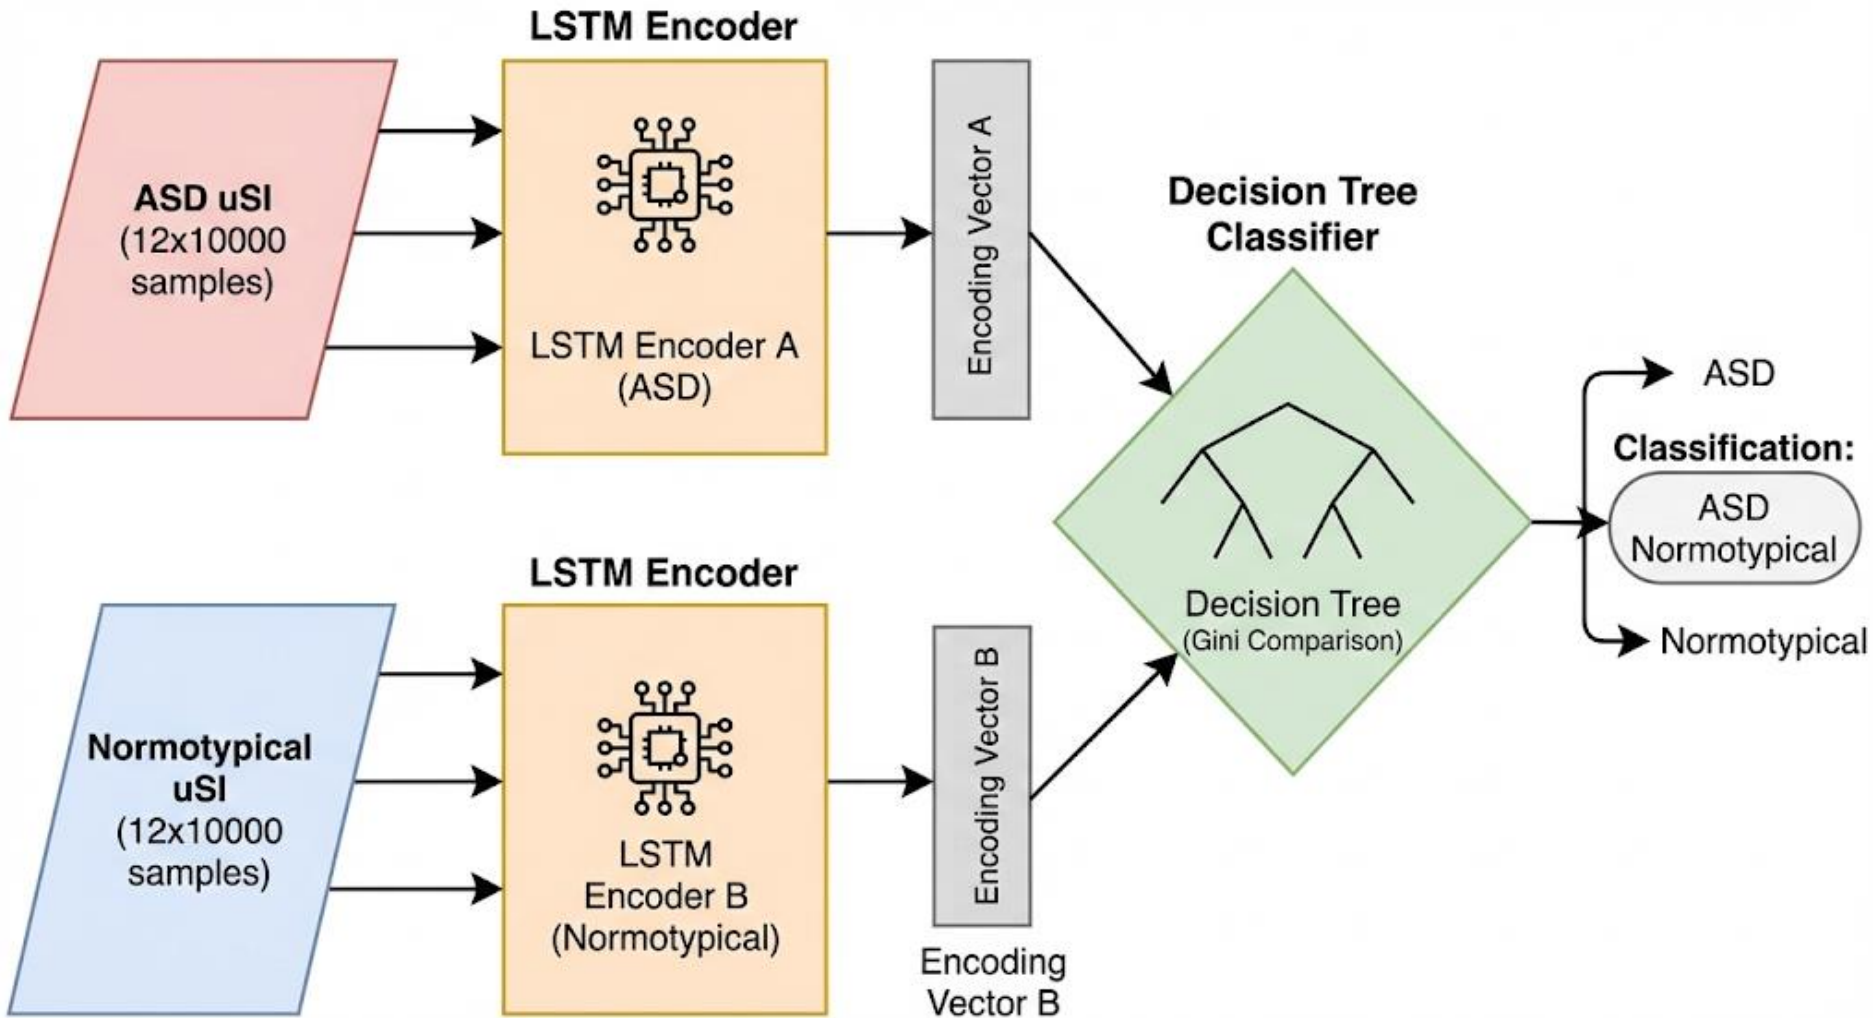 LSTM Encoder
ASD uSI
(12x10000
samples)
LSTM Encoder A
(ASD)
Encoding Vector A
LSTM Encoder
Normotypical
uSI
(12x10000
samples)
LSTM
Encoder B
(Normotypical)
Encoding Vector B
Encoding
Vector B
Decision Tree
Classifier
Decision Tree
(Gini Comparison)
ASD
Classification:
ASD
Normotypical
Normotypical